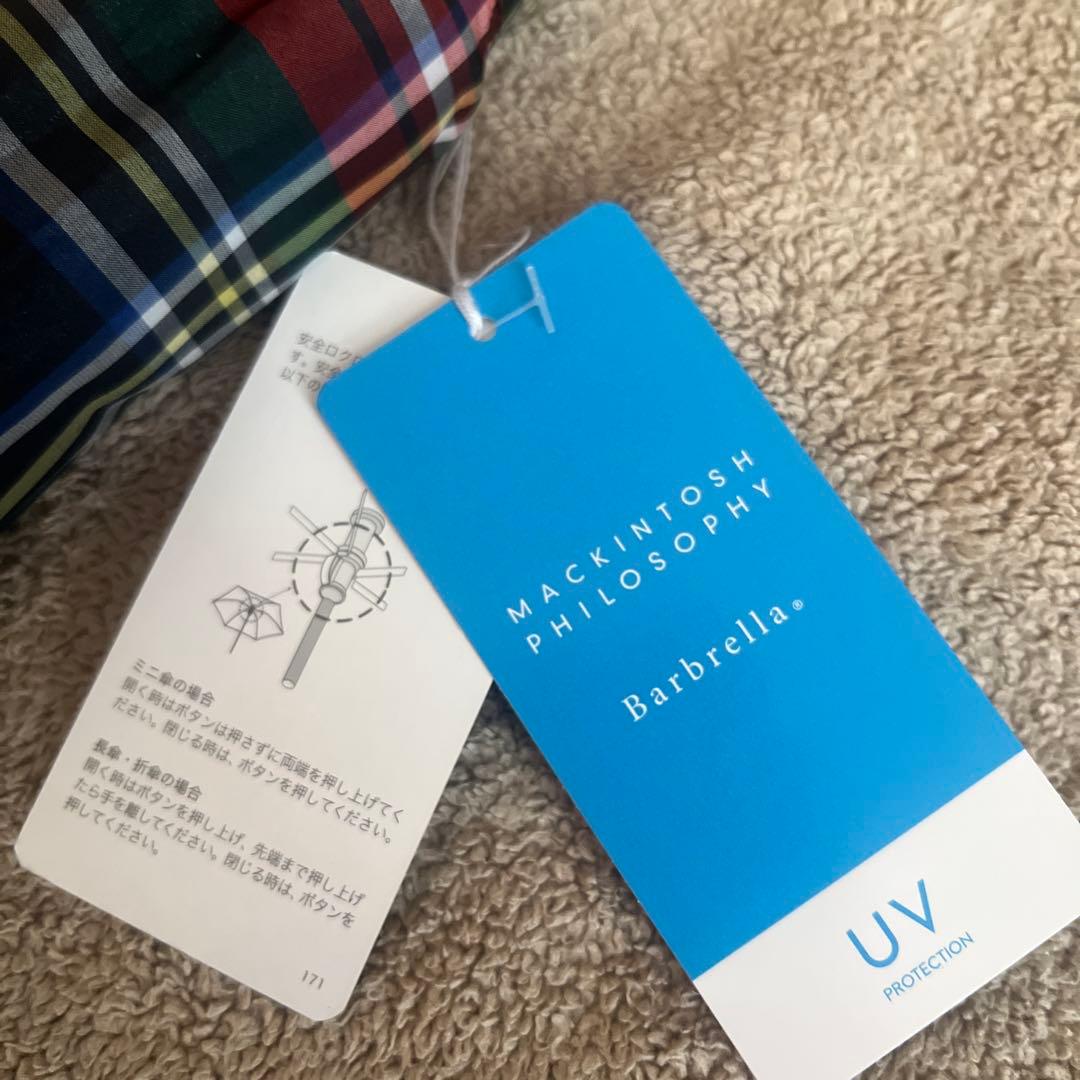 安全ロク
す。安全
以下の
ミニ傘の場合
開く時はボタンは押さずに両端を押し上げてく
ださい。閉じる時は、ボタンを押してください。
長傘・折傘の場合
開く時はボタンを押し上げ、先端まで押し上げ
たら手を離してください。閉じる時は、ボタンを
押してください。
171
MACKINTOSH
PHILOSOPHY
Barbrella®
UV
PROTECTION